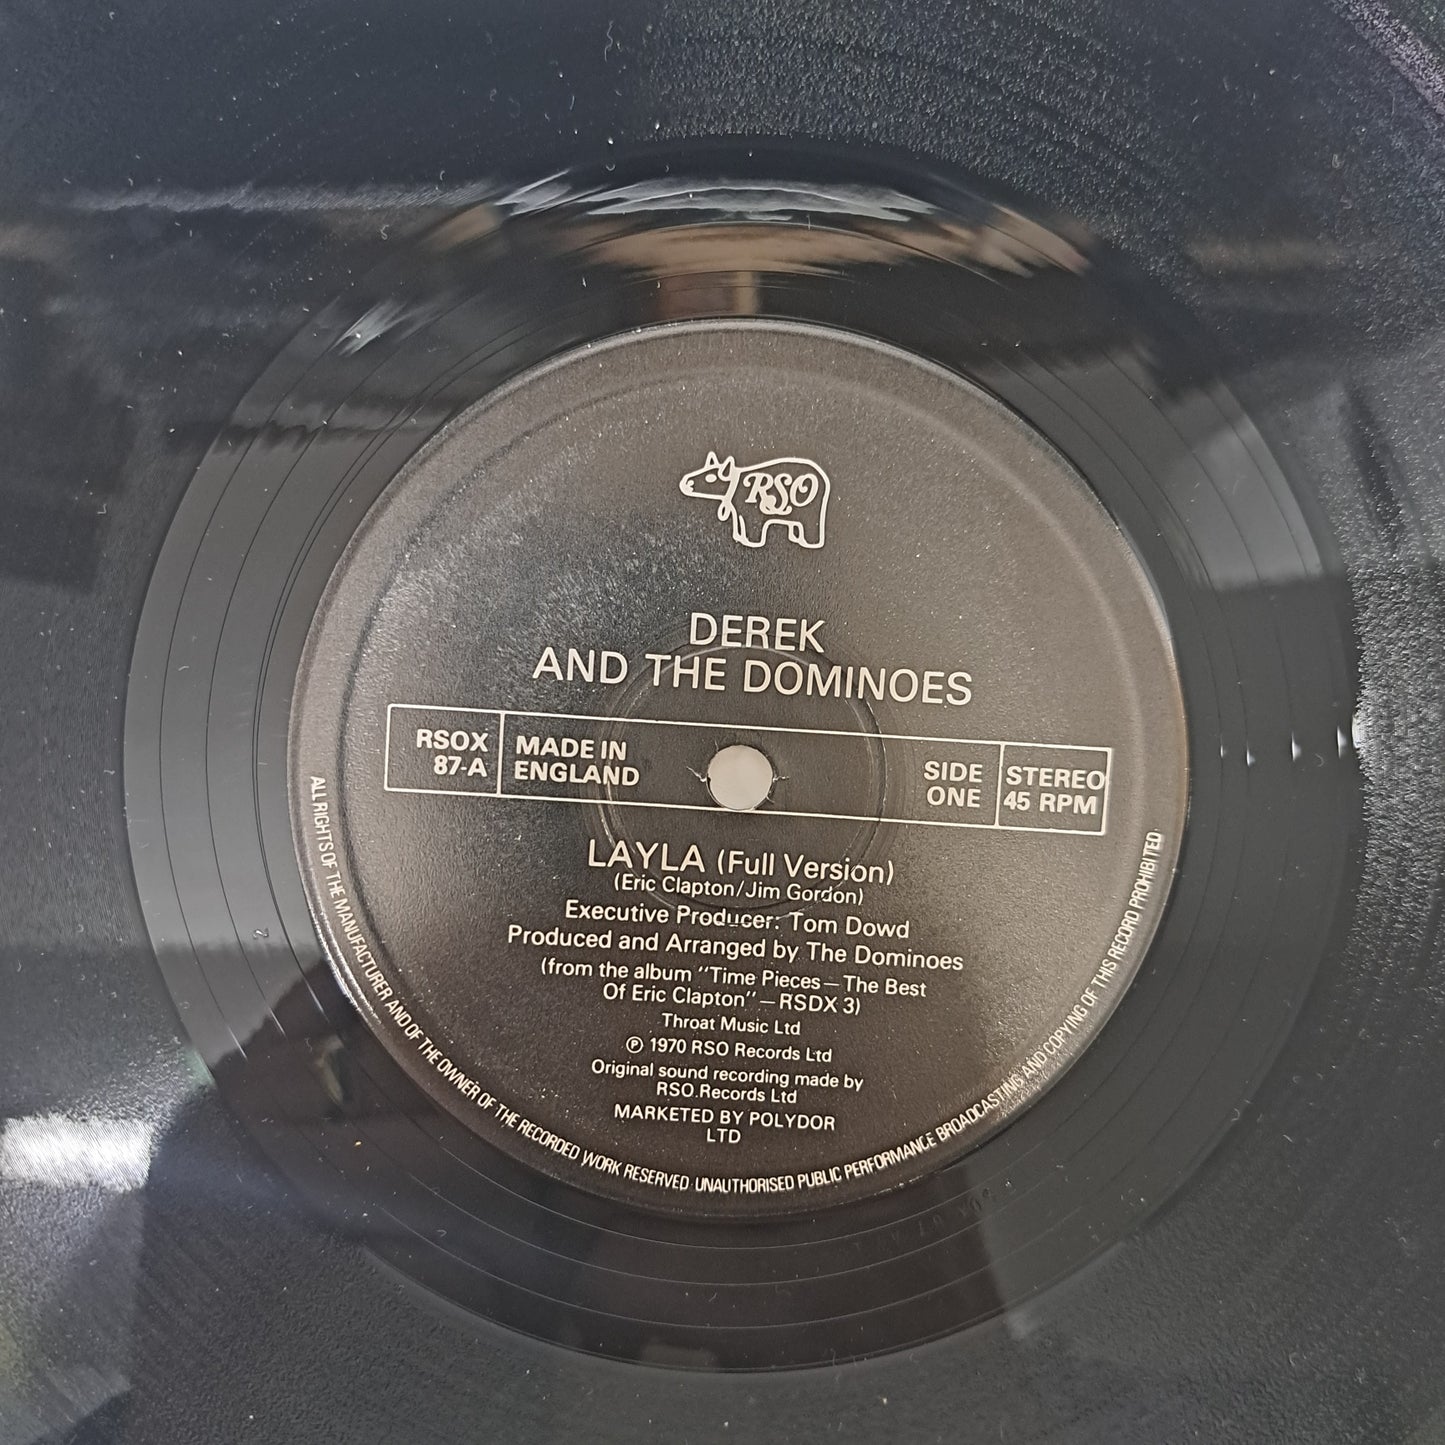 RSO
DEREK
AND THE DOMINOES
RSOX
87-A
MADE IN
ENGLAND
SIDE
ONE
STEREO
45 RPM
LAYLA (Full Version)
(Eric Clapton/Jim Gordon)
Executive Producer: Tom Dowd
Produced and Arranged by The Dominoes
(from the album "Time Pieces—The Best
Of Eric Clapton"—RSDX 3)
Throat Music Ltd
℗ 1970 RSO Records Ltd
Original sound recording made by
RSO.Records Ltd
MARKETED BY POLYDOR
LTD
ALL RIGHTS OF THE MANUFACTURER AND OF THE OWNER OF THE RECORDED WORK RESERVED UNAUTHORISED PUBLIC PERFORMANCE BROADCASTING AND COPYING OF THIS RECORD PROHIBITED